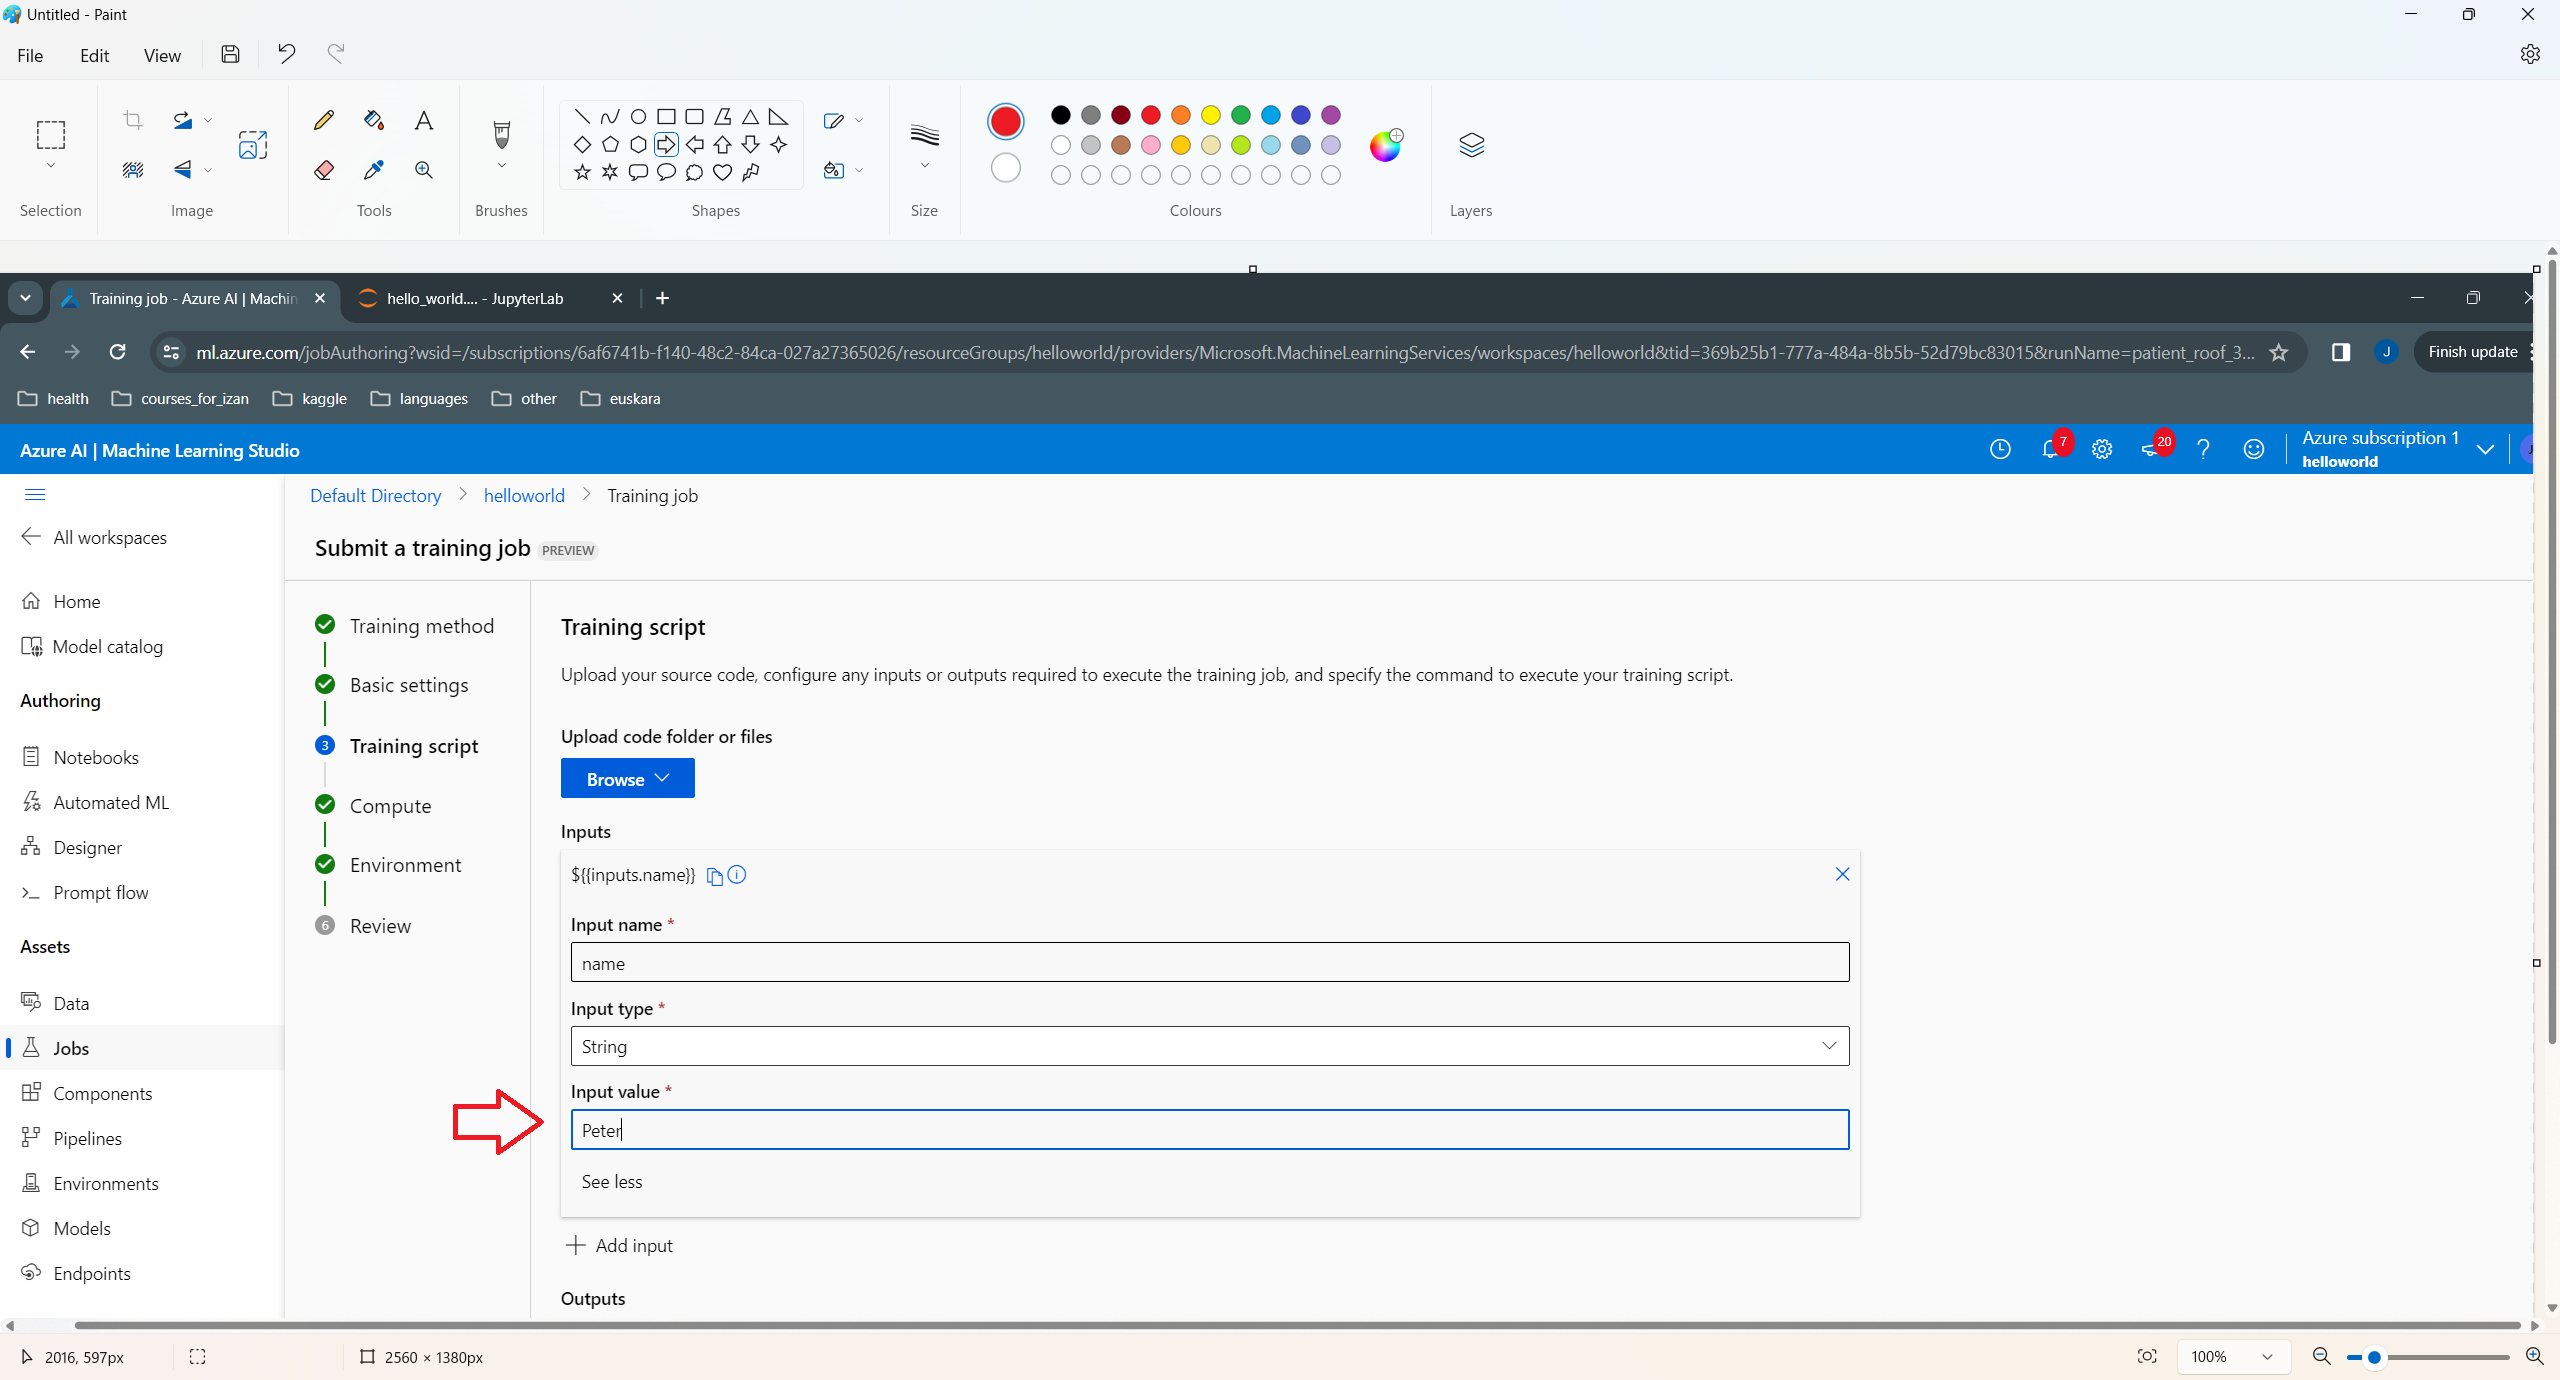 Untitled - Paint
File Edit View
Selection Image Tools Brushes Shapes Size Colours Layers
Training job - Azure AI | Machin
hello_world.... - JupyterLab
ml.azure.com/jobAuthoring?wsid=/subscriptions/6af6741b-f140-48c2-84ca-027a27365026/resourceGroups/helloworld/providers/Microsoft.MachineLearningServices/workspaces/helloworld&tid=369b25b1-777a-484a-8b5b-52d79bc83015&runName=patient_roof_3...
J
Finish update
health courses_for_izan kaggle languages other euskara
Azure AI | Machine Learning Studio
7
20
Azure subscription 1
helloworld
All workspaces
Home
Model catalog
Authoring
Notebooks
Automated ML
Designer
Prompt flow
Assets
Data
Jobs
Components
Pipelines
Environments
Models
Endpoints
Default Directory > helloworld > Training job
Submit a training job PREVIEW
Training method
Basic settings
3 Training script
Compute
Environment
6 Review
Training script
Upload your source code, configure any inputs or outputs required to execute the training job, and specify the command to execute your training script.
Upload code folder or files
Browse
Inputs
${{inputs.name}}
Input name *
name
Input type *
String
Input value *
Peter
See less
Add input
Outputs
2016, 597px
2560 × 1380px
100%